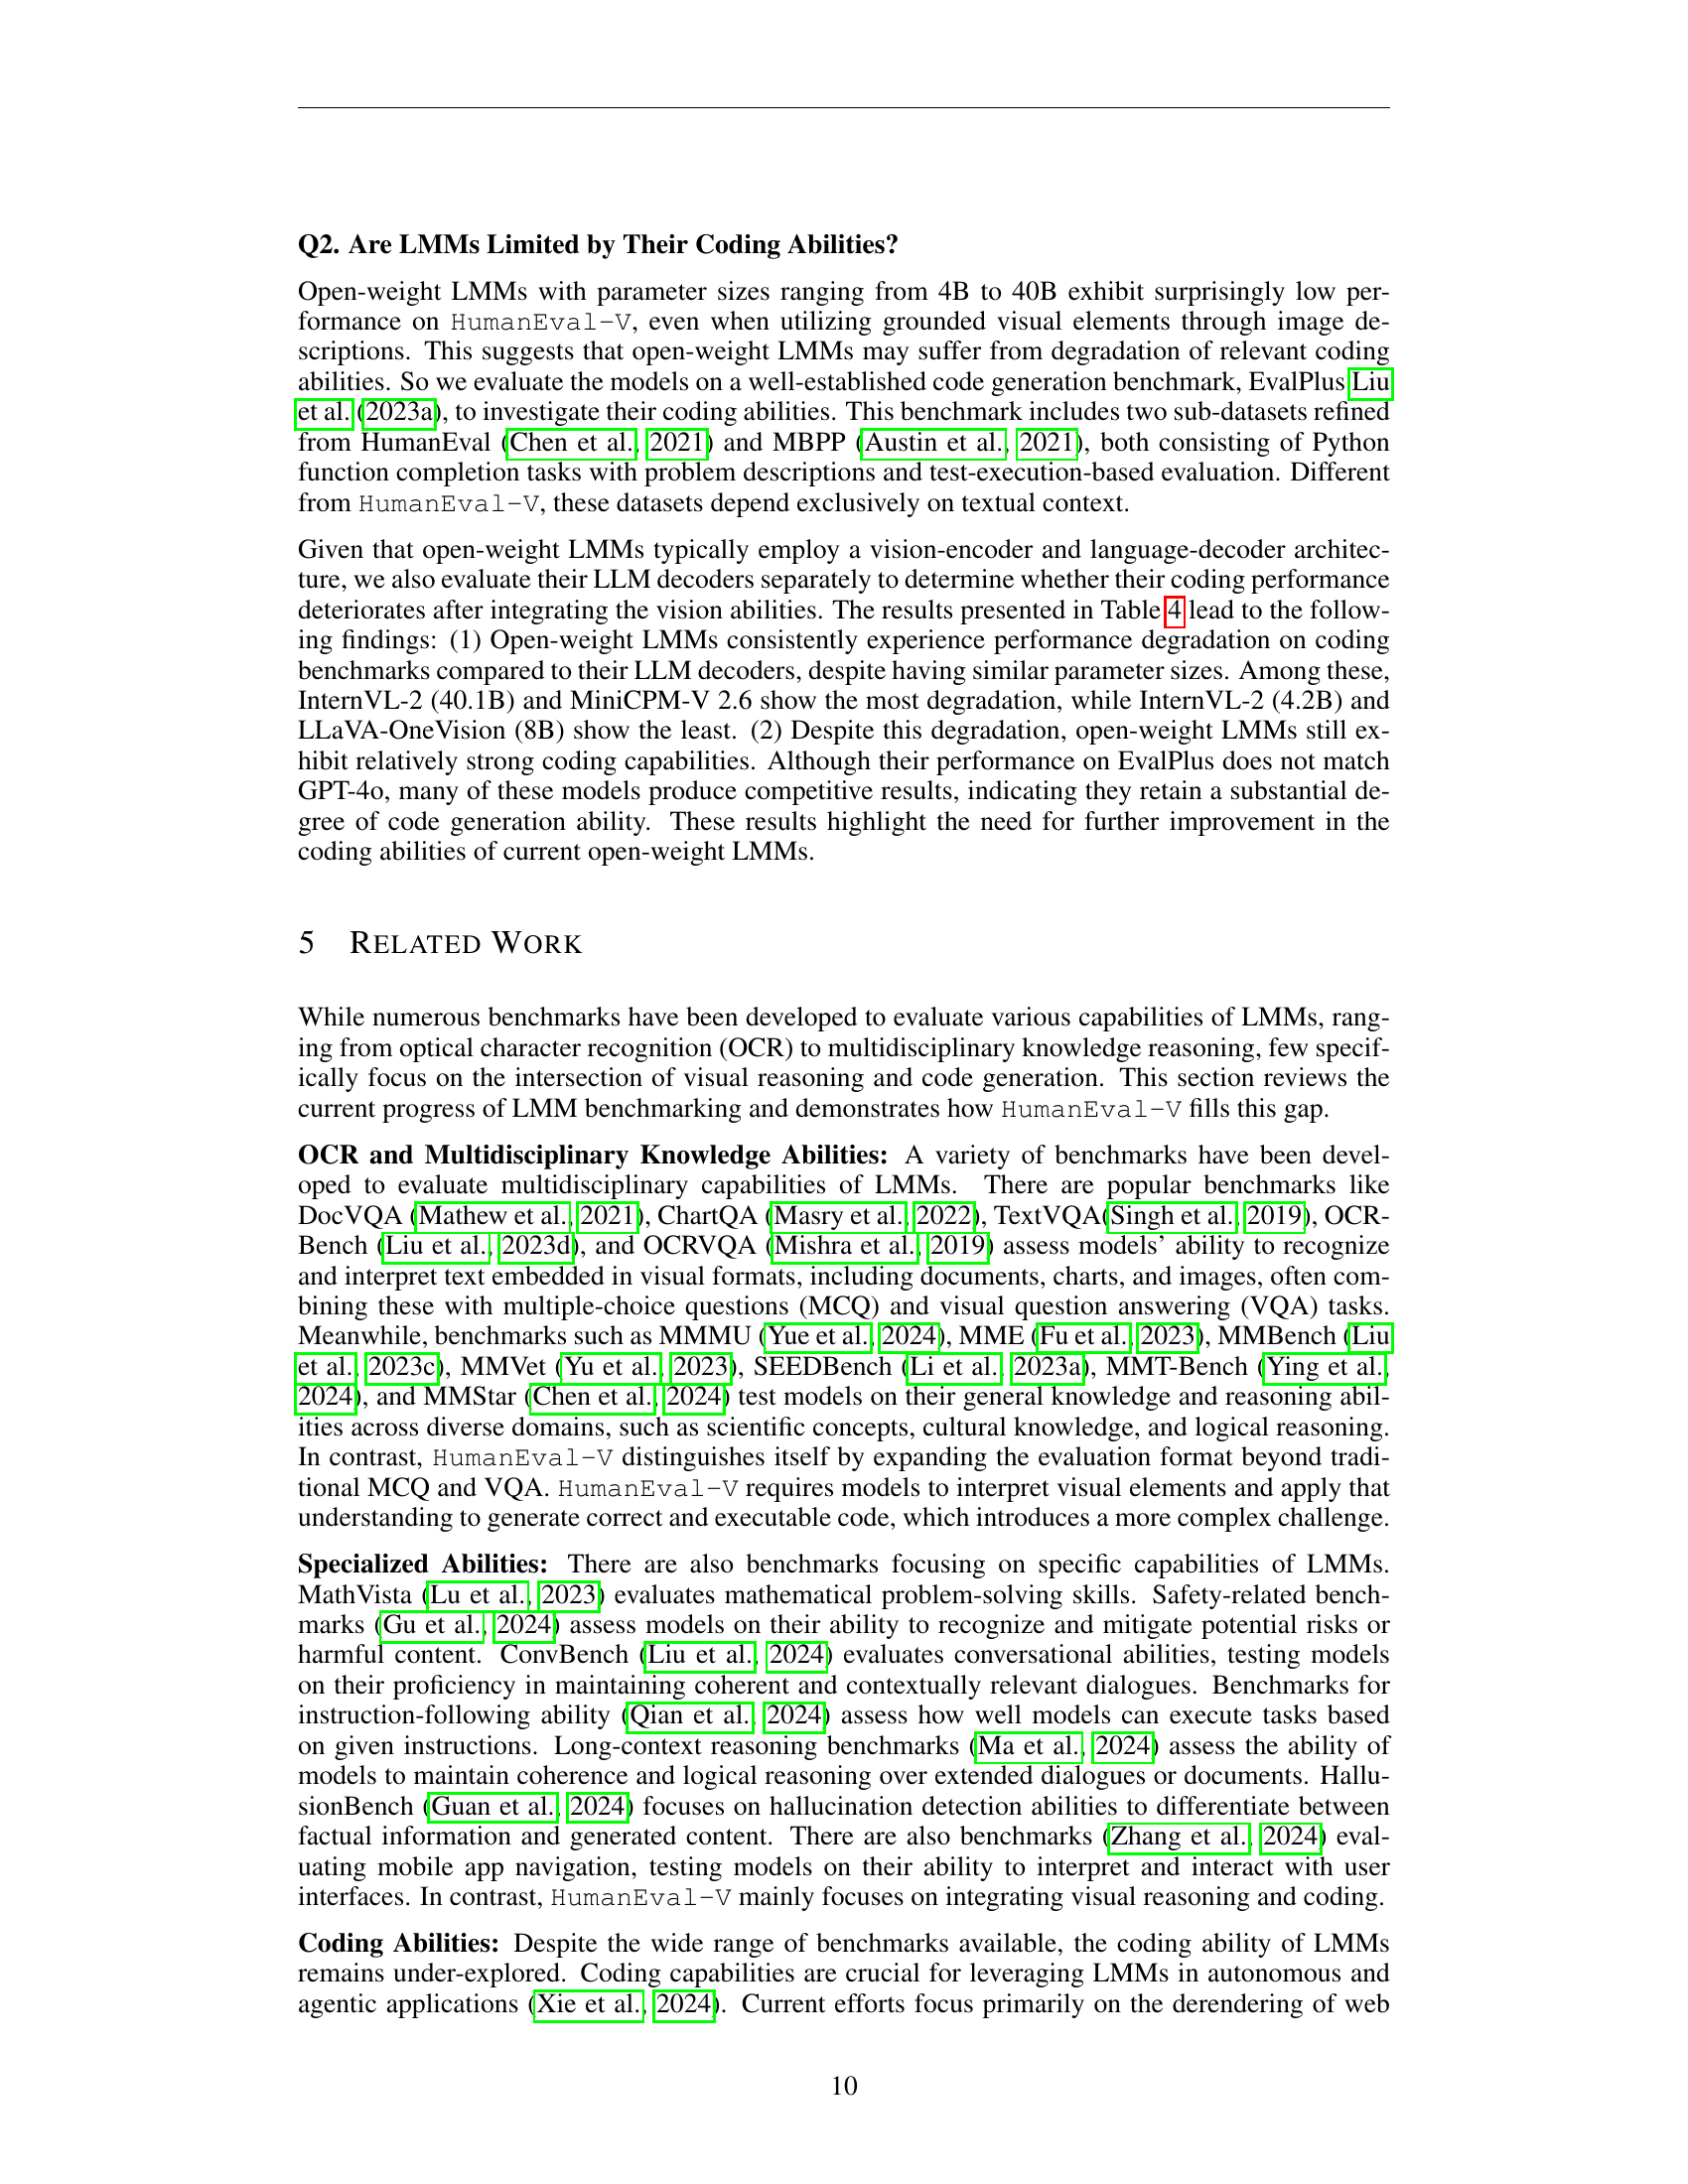 Q2. Are LMMs Limited by Their Coding Abilities?
Open-weight LMMs with parameter sizes ranging from 4B to 40B exhibit surprisingly low per-
formance on HumanEval-V, even when utilizing grounded visual elements through image de-
scriptions. This suggests that open-weight LMMs may suffer from degradation of relevant coding
abilities. So we evaluate the models on a well-established code generation benchmark, EvalPlus Liu
et al. (2023a), to investigate their coding abilities. This benchmark includes two sub-datasets refined
from HumanEval (Chen et al., 2021) and MBPP (Austin et al., 2021), both consisting of Python
function completion tasks with problem descriptions and test-execution-based evaluation. Different
from HumanEval-V, these datasets depend exclusively on textual context.
Given that open-weight LMMs typically employ a vision-encoder and language-decoder architec-
ture, we also evaluate their LLM decoders separately to determine whether their coding performance
deteriorates after integrating the vision abilities. The results presented in Table 4 lead to the follow-
ing findings: (1) Open-weight LMMs consistently experience performance degradation on coding
benchmarks compared to their LLM decoders, despite having similar parameter sizes. Among these,
InternVL-2 (40.1B) and MiniCPM-V 2.6 show the most degradation, while InternVL-2 (4.2B) and
LLaVA-OneVision (8B) show the least. (2) Despite this degradation, open-weight LMMs still ex-
hibit relatively strong coding capabilities. Although their performance on EvalPlus does not match
GPT-4o, many of these models produce competitive results, indicating they retain a substantial de-
gree of code generation ability. These results highlight the need for further improvement in the
coding abilities of current open-weight LMMs.
5 RELATED WORK
While numerous benchmarks have been developed to evaluate various capabilities of LMMs, rang-
ing from optical character recognition (OCR) to multidisciplinary knowledge reasoning, few specif-
ically focus on the intersection of visual reasoning and code generation. This section reviews the
current progress of LMM benchmarking and demonstrates how HumanEval-V fills this gap.
OCR and Multidisciplinary Knowledge Abilities: A variety of benchmarks have been devel-
oped to evaluate multidisciplinary capabilities of LMMs. There are popular benchmarks like
DocVQA (Mathew et al., 2021), ChartQA (Masry et al., 2022), TextVQA(Singh et al., 2019), OCR-
Bench (Liu et al., 2023d), and OCRVQA (Mishra et al., 2019) assess models' ability to recognize
and interpret text embedded in visual formats, including documents, charts, and images, often com-
bining these with multiple-choice questions (MCQ) and visual question answering (VQA) tasks.
Meanwhile, benchmarks such as MMMU (Yue et al., 2024), MME (Fu et al., 2023), MMBench (Liu
et al., 2023c), MMVet (Yu et al., 2023), SEEDBench (Li et al., 2023a), MMT-Bench (Ying et al.,
2024), and MMStar (Chen et al., 2024) test models on their general knowledge and reasoning abil-
ities across diverse domains, such as scientific concepts, cultural knowledge, and logical reasoning.
In contrast, HumanEval-V distinguishes itself by expanding the evaluation format beyond tradi-
tional MCQ and VQA. HumanEval-V requires models to interpret visual elements and apply that
understanding to generate correct and executable code, which introduces a more complex challenge.
Specialized Abilities: There are also benchmarks focusing on specific capabilities of LMMs.
MathVista (Lu et al., 2023) evaluates mathematical problem-solving skills. Safety-related bench-
marks (Gu et al., 2024) assess models on their ability to recognize and mitigate potential risks or
harmful content. ConvBench (Liu et al., 2024) evaluates conversational abilities, testing models
on their proficiency in maintaining coherent and contextually relevant dialogues. Benchmarks for
instruction-following ability (Qian et al., 2024) assess how well models can execute tasks based
on given instructions. Long-context reasoning benchmarks (Ma et al., 2024) assess the ability of
models to maintain coherence and logical reasoning over extended dialogues or documents. Hallu-
sionBench (Guan et al., 2024) focuses on hallucination detection abilities to differentiate between
factual information and generated content. There are also benchmarks (Zhang et al., 2024) eval-
uating mobile app navigation, testing models on their ability to interpret and interact with user
interfaces. In contrast, HumanEval-V mainly focuses on integrating visual reasoning and coding.
Coding Abilities: Despite the wide range of benchmarks available, the coding ability of LMMs
remains under-explored. Coding capabilities are crucial for leveraging LMMs in autonomous and
agentic applications (Xie et al., 2024). Current efforts focus primarily on the derendering of web
10